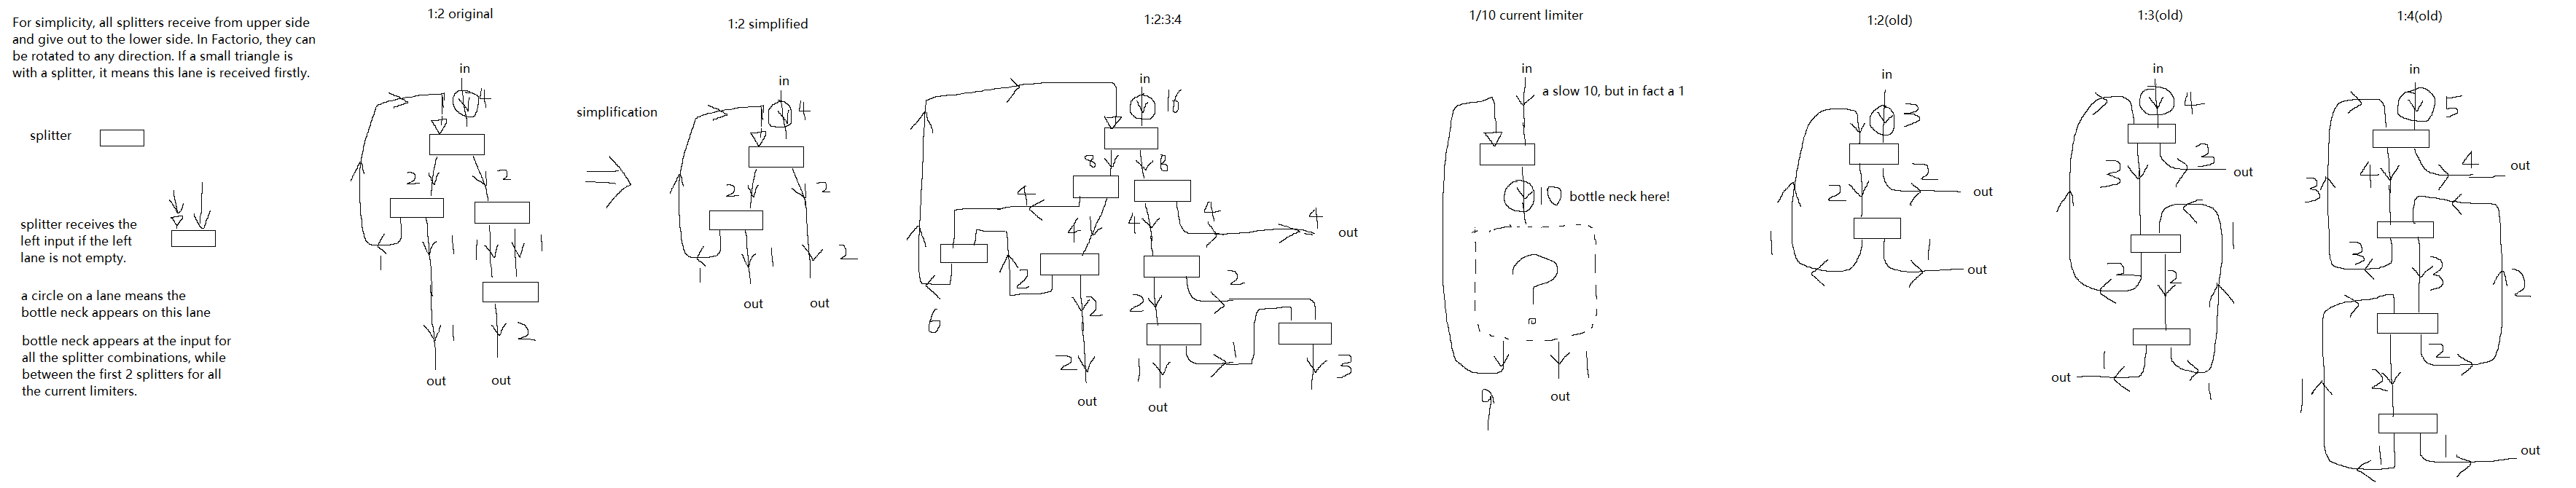 For simplicity, all splitters receive from upper side
and give out to the lower side. In Factorio, they can
be rotated to any direction. If a small triangle is
with a splitter, it means this lane is received firstly.
splitter
splitter receives the
left input if the left
lane is not empty.
a circle on a lane means the
bottle neck appears on this lane
bottle neck appears at the input for
all the splitter combinations, while
between the first 2 splitters for all
the current limiters.
1:2 original
in
4
2
2
1
1
1
1
1
2
out
out
simplification
1:2 simplified
in
4
2
2
1
1
2
out
out
1:2:3:4
in
16
8
8
4
4
4
4
4
out
2
2
2
2
6
1
2
1
3
out
out
1/10 current limiter
in
a slow 10, but in fact a 1
10
bottle neck here!
?
1
9
out
1:2(old)
in
3
2
out
2
1
1
out
1:3(old)
in
4
3
3
out
1
2
2
1
out
1
1:4(old)
in
5
4
out
4
3
3
3
2
2
2
1
1
1
out